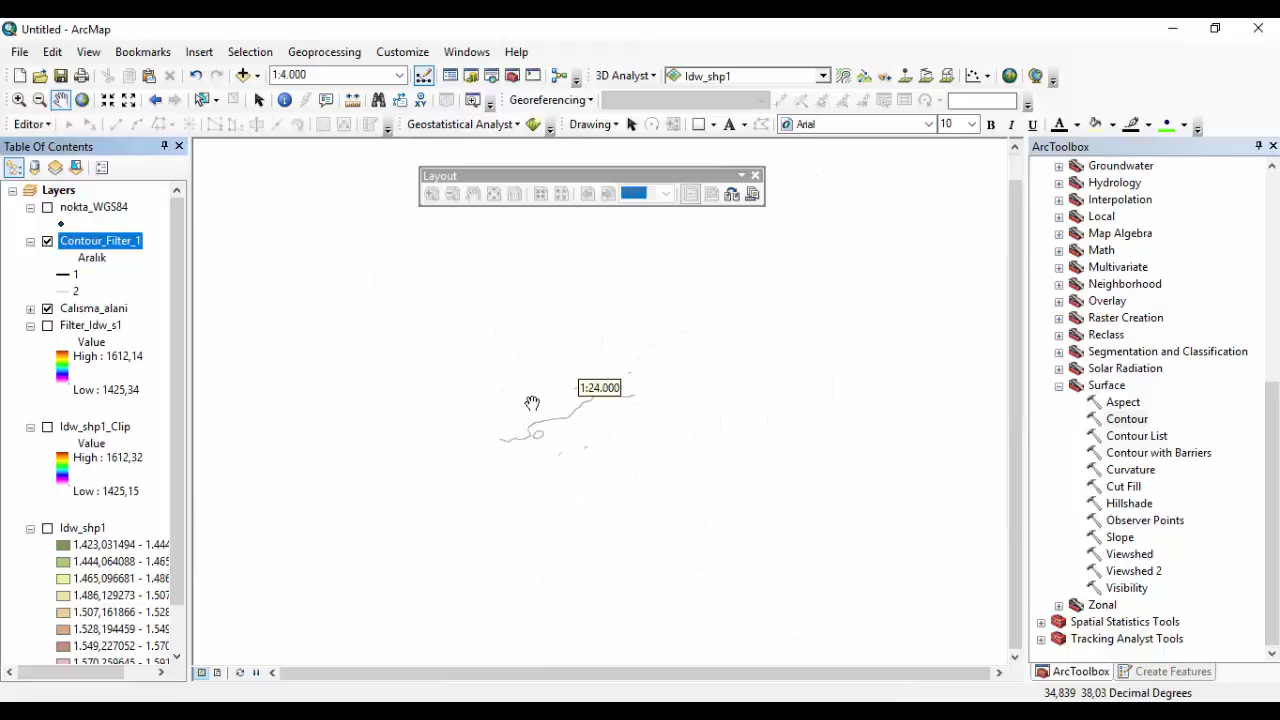 Untitled - ArcMap
File Edit View Bookmarks Insert Selection Geoprocessing Customize Windows Help
1:4.000 3D Analyst Idw_shp1
Georeferencing
Editor Geostatistical Analyst Drawing A Arial 10 B I U A
Table Of Contents
Layers
nokta_WGS84
Contour_Filter_1
Aralık
1
2
Calısma_alani
Filter_Idw_s1
Value
High : 1612,14
Low : 1425,34
Idw_shp1_Clip
Value
High : 1612,32
Low : 1425,15
Idw_shp1
1.423,031494 - 1.444
1.444,064088 - 1.465
1.465,096681 - 1.486
1.486,129273 - 1.507
1.507,161866 - 1.528
1.528,194459 - 1.549
1.549,227052 - 1.570
1.570,259645 - 1.591
Layout
1:24.000
ArcToolbox
Groundwater
Hydrology
Interpolation
Local
Map Algebra
Math
Multivariate
Neighborhood
Overlay
Raster Creation
Reclass
Segmentation and Classification
Solar Radiation
Surface
Aspect
Contour
Contour List
Contour with Barriers
Curvature
Cut Fill
Hillshade
Observer Points
Slope
Viewshed
Viewshed 2
Visibility
Zonal
Spatial Statistics Tools
Tracking Analyst Tools
ArcToolbox Create Features
34,839 38,03 Decimal Degrees